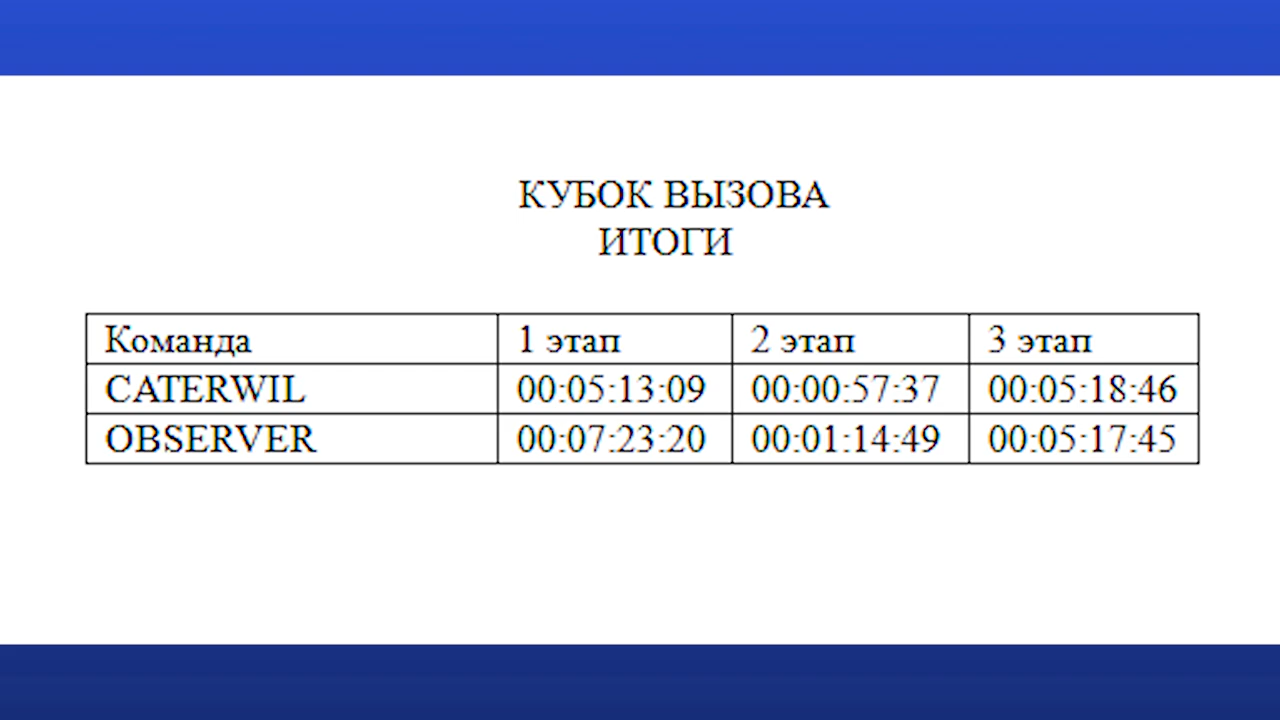 КУБОК ВЫЗОВА
ИТОГИ
Команда 1 этап 2 этап 3 этап
CATERWIL 00:05:13:09 00:00:57:37 00:05:18:46
OBSERVER 00:07:23:20 00:01:14:49 00:05:17:45